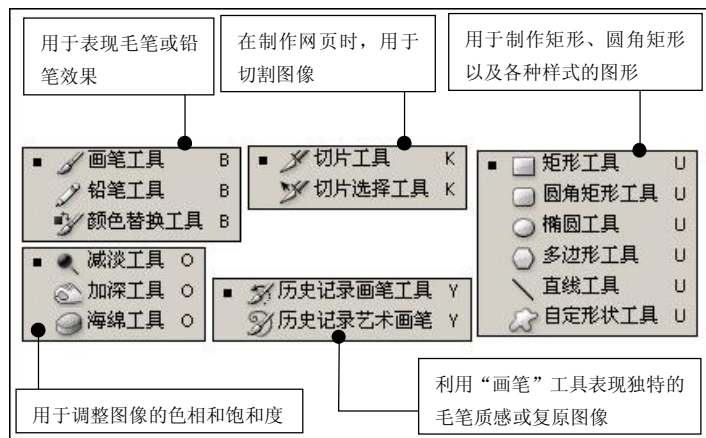 用于表现毛笔或铅
笔效果
在制作网页时，用于
切割图像
用于制作矩形、圆角矩形
以及各种样式的图形
画笔工具 B
铅笔工具 B
颜色替换工具 B
切片工具 K
切片选择工具 K
矩形工具 U
圆角矩形工具 U
椭圆工具 U
多边形工具 U
直线工具 U
自定形状工具 U
减淡工具 O
加深工具 O
海绵工具 O
历史记录画笔工具 Y
历史记录艺术画笔 Y
用于调整图像的色相和饱和度
利用“画笔”工具表现独特的
毛笔质感或复原图像